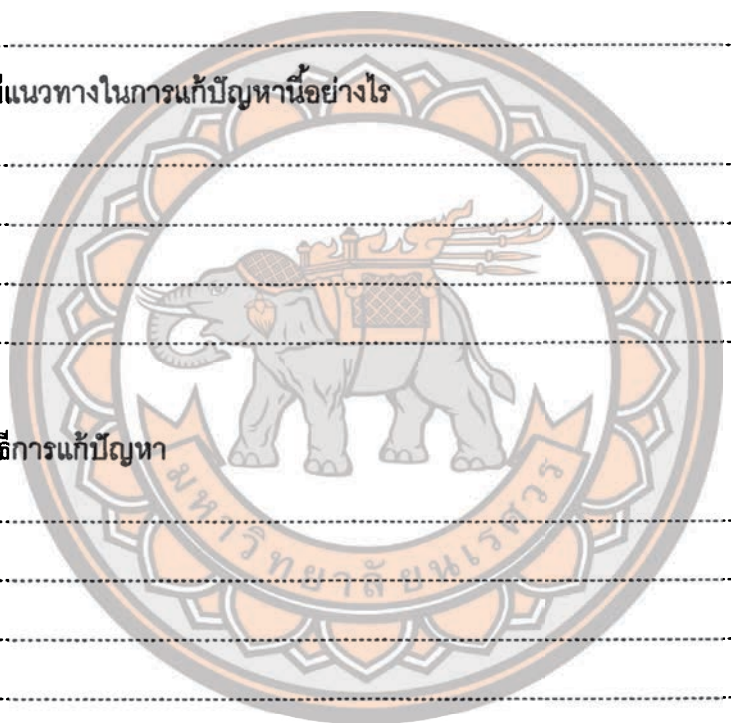 แนวทางในการแก้ปัญหานี้อย่างไร
การแก้ปัญหา
มหาวิทยาลัยนเรศวร